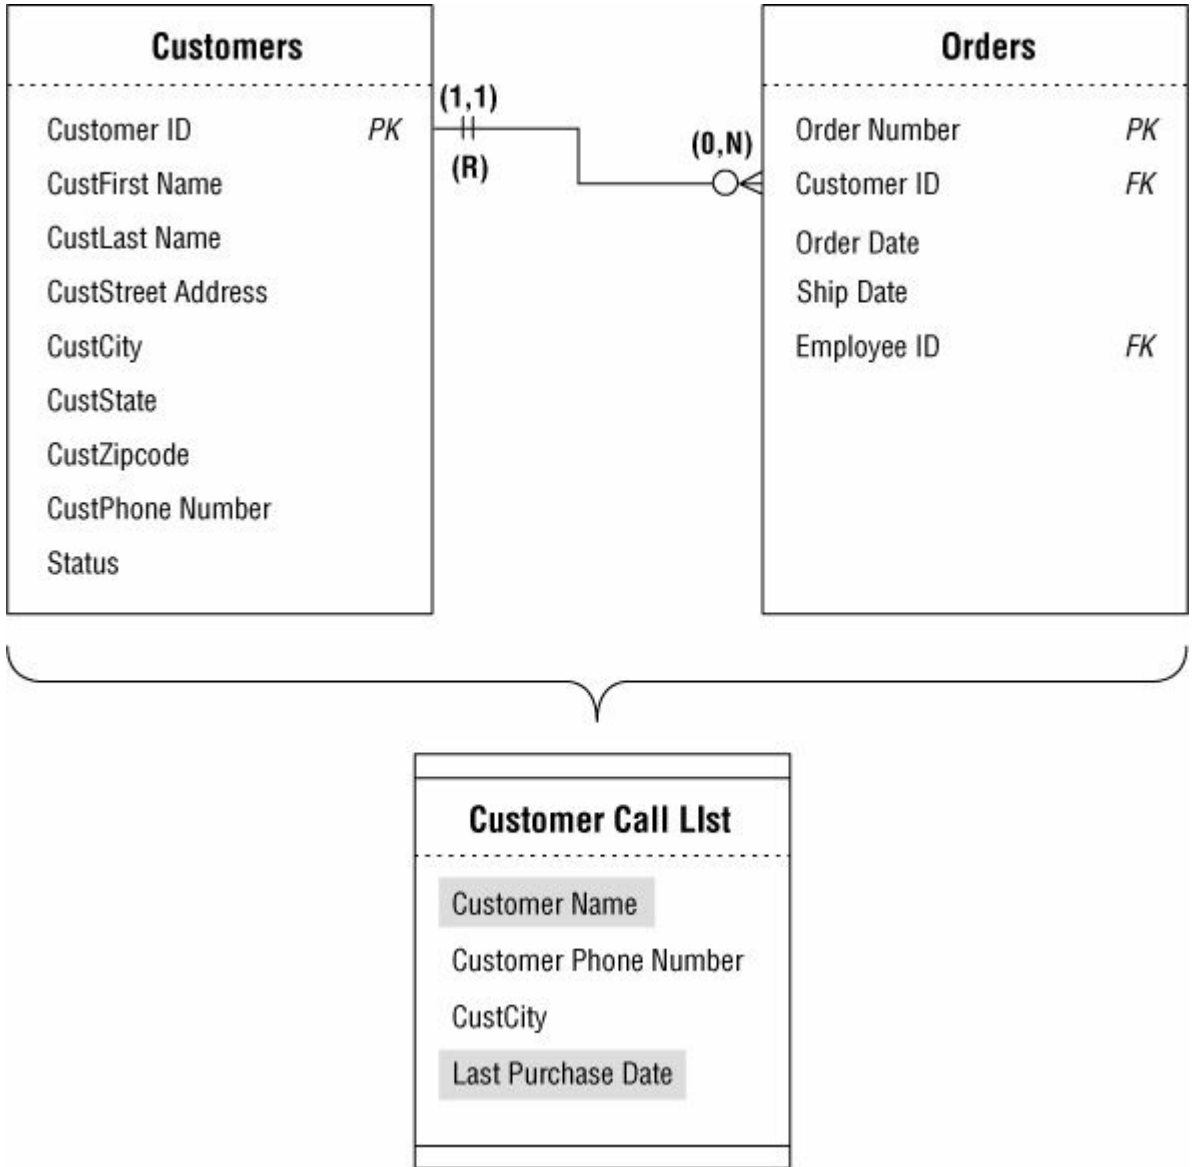 Customers
Customer ID PK
CustFirst Name
CustLast Name
CustStreet Address
CustCity
CustState
CustZipcode
CustPhone Number
Status
(1,1)
(R)
(0,N)
Orders
Order Number PK
Customer ID FK
Order Date
Ship Date
Employee ID FK
Customer Call LIst
Customer Name
Customer Phone Number
CustCity
Last Purchase Date